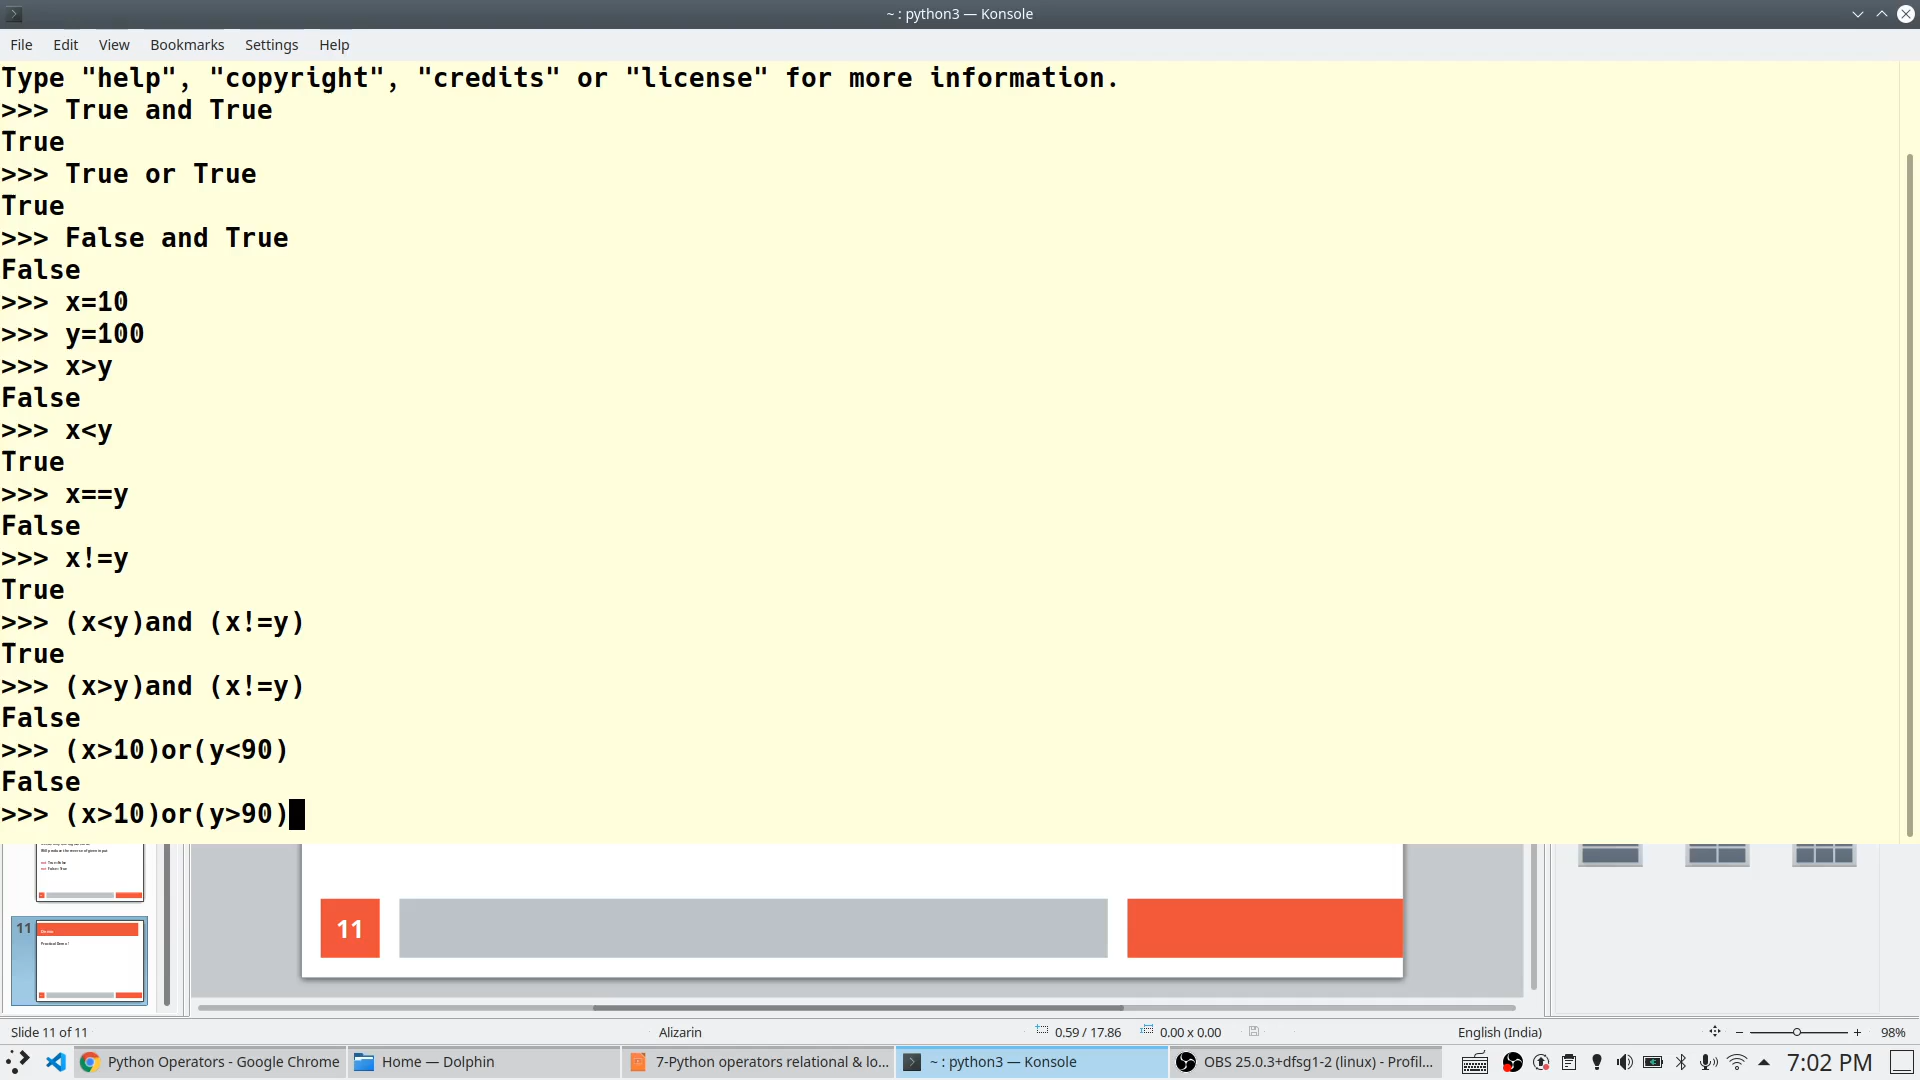 ~ : python3 — Konsole
File Edit View Bookmarks Settings Help
Type "help", "copyright", "credits" or "license" for more information.
>>> True and True
True
>>> True or True
True
>>> False and True
False
>>> x=10
>>> y=100
>>> x>y
False
>>> x<y
True
>>> x==y
False
>>> x!=y
True
>>> (x<y)and (x!=y)
True
>>> (x>y)and (x!=y)
False
>>> (x>10)or(y<90)
False
>>> (x>10)or(y>90)
11
11
Practical Demo!
Slide 11 of 11 Alizarin 0.59 / 17.86 0.00 x 0.00 English (India) 98%
Python Operators - Google Chrome Home — Dolphin 7-Python operators relational & lo... ~ : python3 — Konsole OBS 25.0.3+dfsg1-2 (linux) - Profil... 7:02 PM